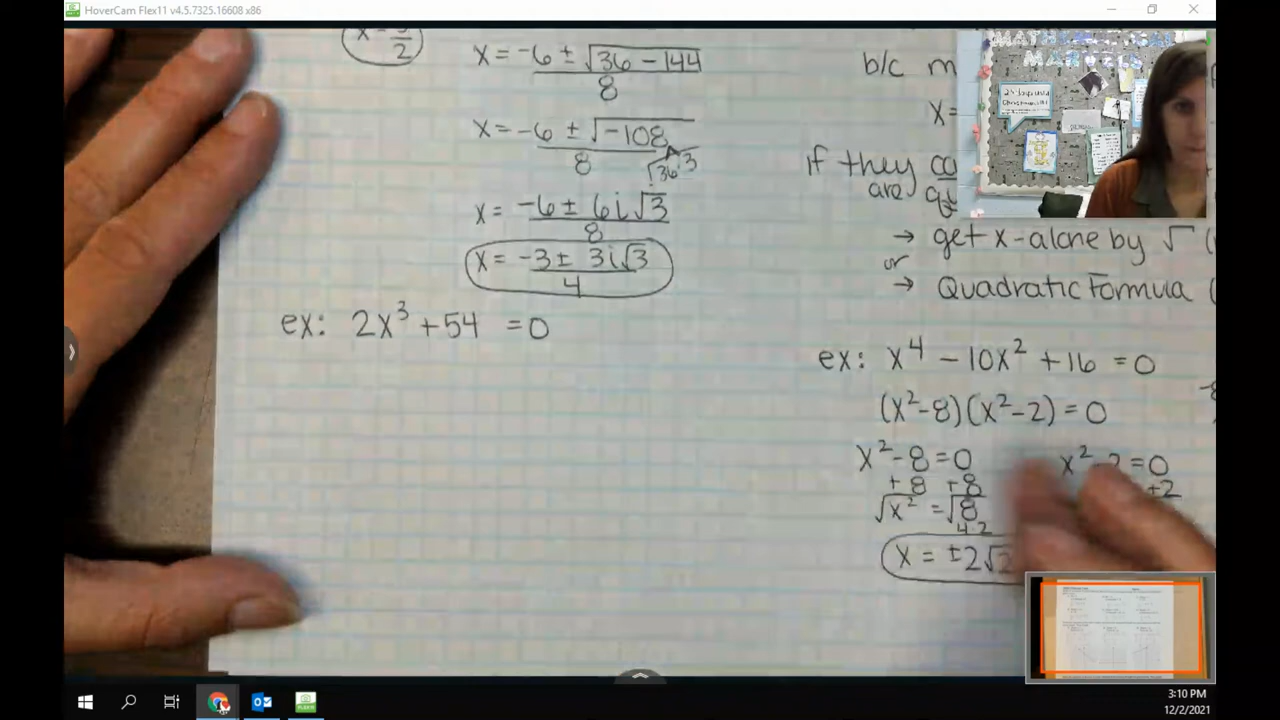 HoverCam Flex11 v4.5.7325.16608 x86
2
x = -6 ± √36 - 144
8
x = -6 ± √-108
8
√36 3
x = -6 ± 6i√3
8
x = -3 ± 3i√3
4
ex: 2x³ + 54 = 0
b/c
x =
if they
are
→ get x-alone by √
or
→ Quadratic Formula
ex: x⁴ - 10x² + 16 = 0
(x²-8)(x²-2) = 0
x²-8=0
+8 +8
√x² = √8
4·2
x = ±2√2
x²-2=0
+2
3:10 PM
12/2/2021